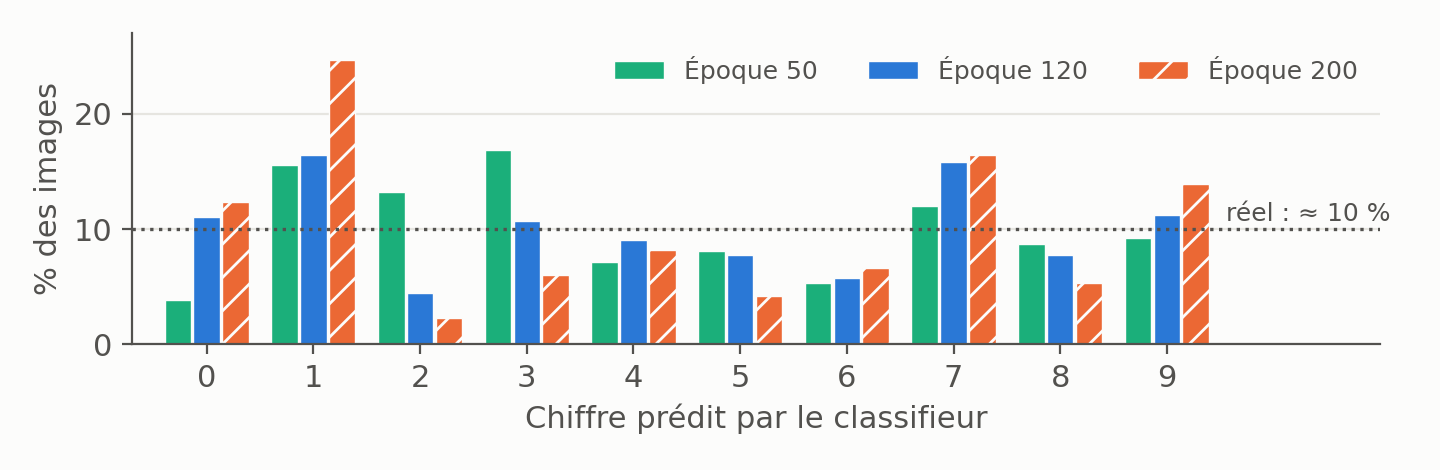 Époque 50 Époque 120 Époque 200
% des images
20
10
0
réel : ≈ 10 %
0 1 2 3 4 5 6 7 8 9
Chiffre prédit par le classifieur